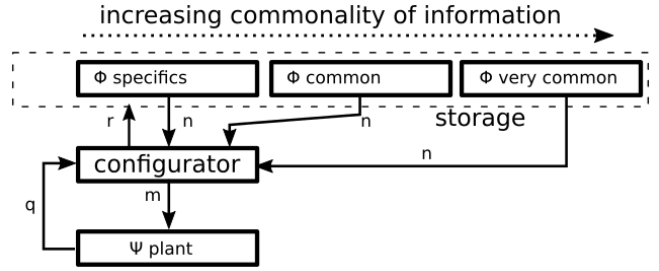 increasing commonality of information
Φ specifics
Φ common
Φ very common
r
n
n
storage
configurator
n
m
q
Ψ plant